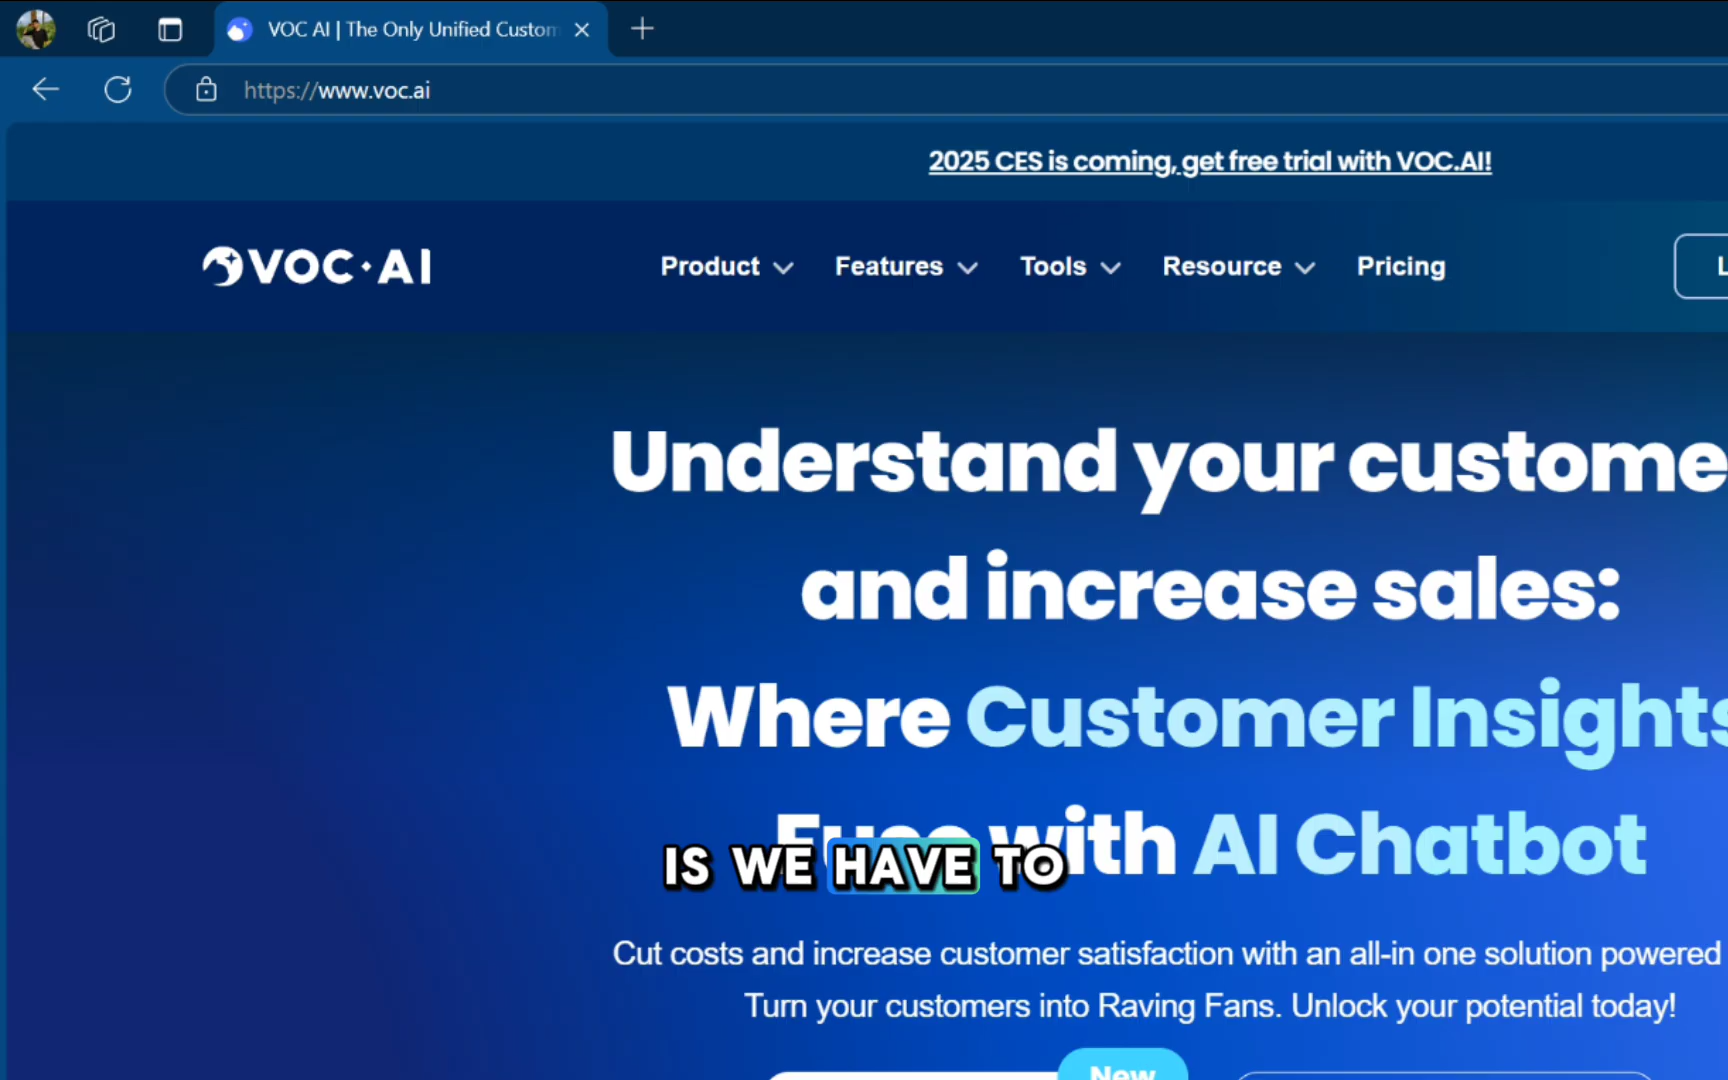 VOC AI | The Only Unified Custom
https://www.voc.ai
2025 CES is coming, get free trial with VOC.AI!
VOC·AI
Product
Features
Tools
Resource
Pricing
L
Understand your custome
and increase sales:
Where Customer Insights
Fuse with AI Chatbot
IS WE HAVE TO
Cut costs and increase customer satisfaction with an all-in one solution powered
Turn your customers into Raving Fans. Unlock your potential today!
New